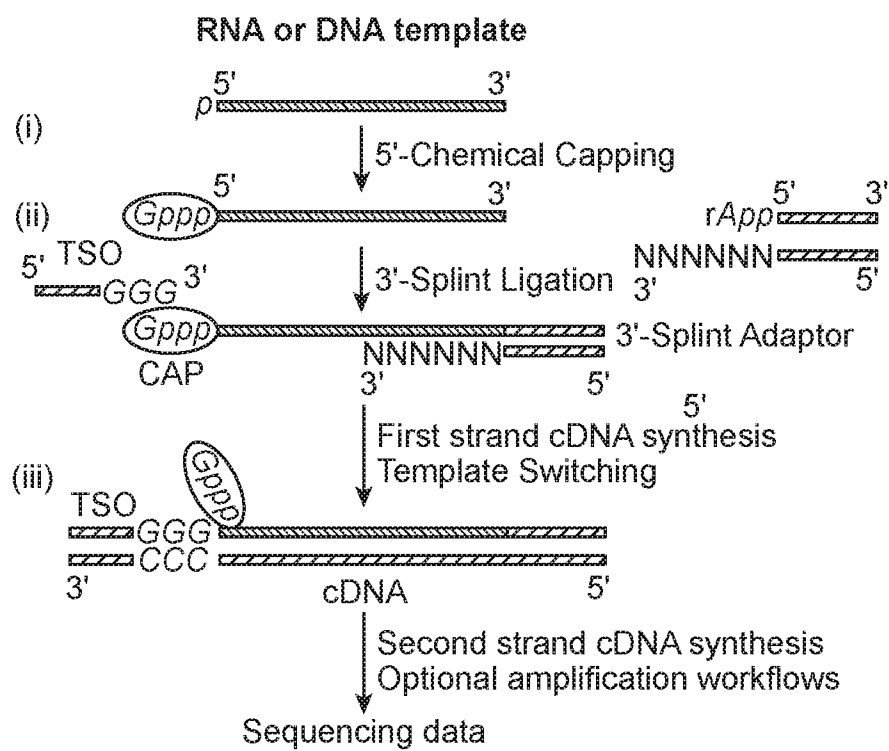 RNA or DNA template
5' 3'
p
(i)
5'-Chemical Capping
5' 3'
(ii) Gppp
5' 3'
rApp
NNNNNN
3' 5'
TSO
5' GGG 3'
3'-Splint Ligation
Gppp
3'-Splint Adaptor
NNNNNN
CAP
3' 5'
5'
First strand cDNA synthesis
Template Switching
(iii)
Gppp
TSO
GGG
CCC
3' 5'
cDNA
Second strand cDNA synthesis
Optional amplification workflows
Sequencing data